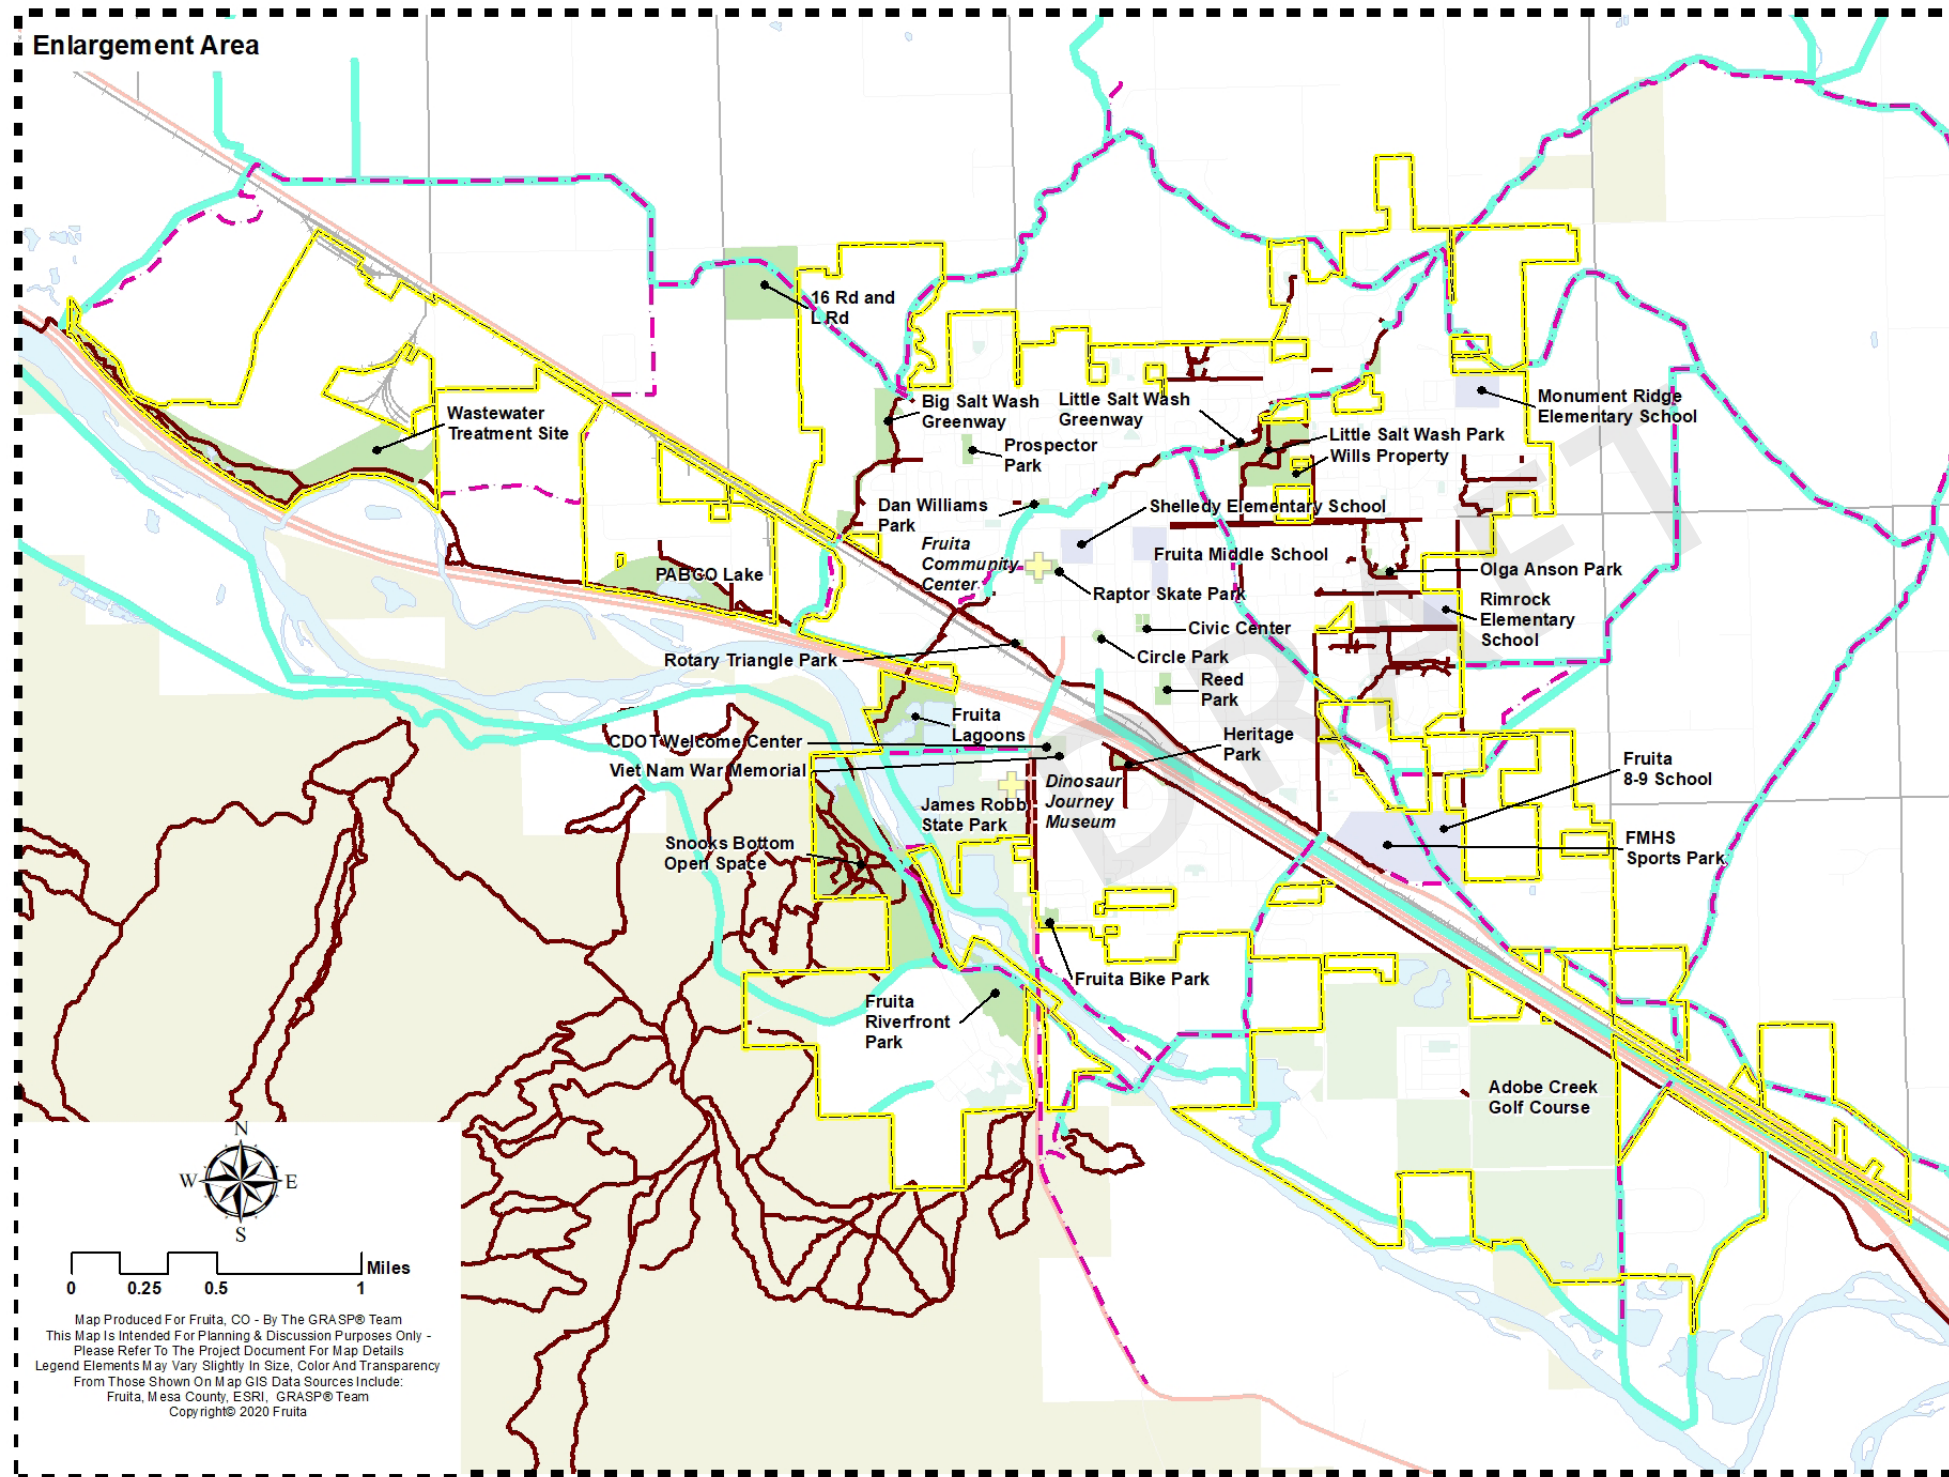 Enlargement Area
16 Rd and
L Rd
Big Salt Wash
Greenway
Little Salt Wash
Greenway
Monument Ridge
Elementary School
Wastewater
Treatment Site
Prospector
Park
Little Salt Wash Park
Wills Property
Dan Williams
Park
Shelledy Elementary School
Fruita
Community
Center
Fruita Middle School
PABCO Lake
Olga Anson Park
Raptor Skate Park
Rimrock
Elementary
School
Civic Center
Rotary Triangle Park
Circle Park
Reed
Park
Fruita
Lagoons
CDOT Welcome Center
Heritage
Park
Viet Nam War Memorial
Fruita
8-9 School
Dinosaur
Journey
Museum
James Robb
State Park
Snooks Bottom
Open Space
FMHS
Sports Park
DRAFT
Fruita Bike Park
Fruita
Riverfront
Park
Adobe Creek
Golf Course
N
W E
S
Miles
0 0.25 0.5 1
Map Produced For Fruita, CO - By The GRASP® Team
This Map Is Intended For Planning & Discussion Purposes Only -
Please Refer To The Project Document For Map Details
Legend Elements May Vary Slightly In Size, Color And Transparency
From Those Shown On Map GIS Data Sources Include:
Fruita, Mesa County, ESRI, GRASP® Team
Copyright© 2020 Fruita